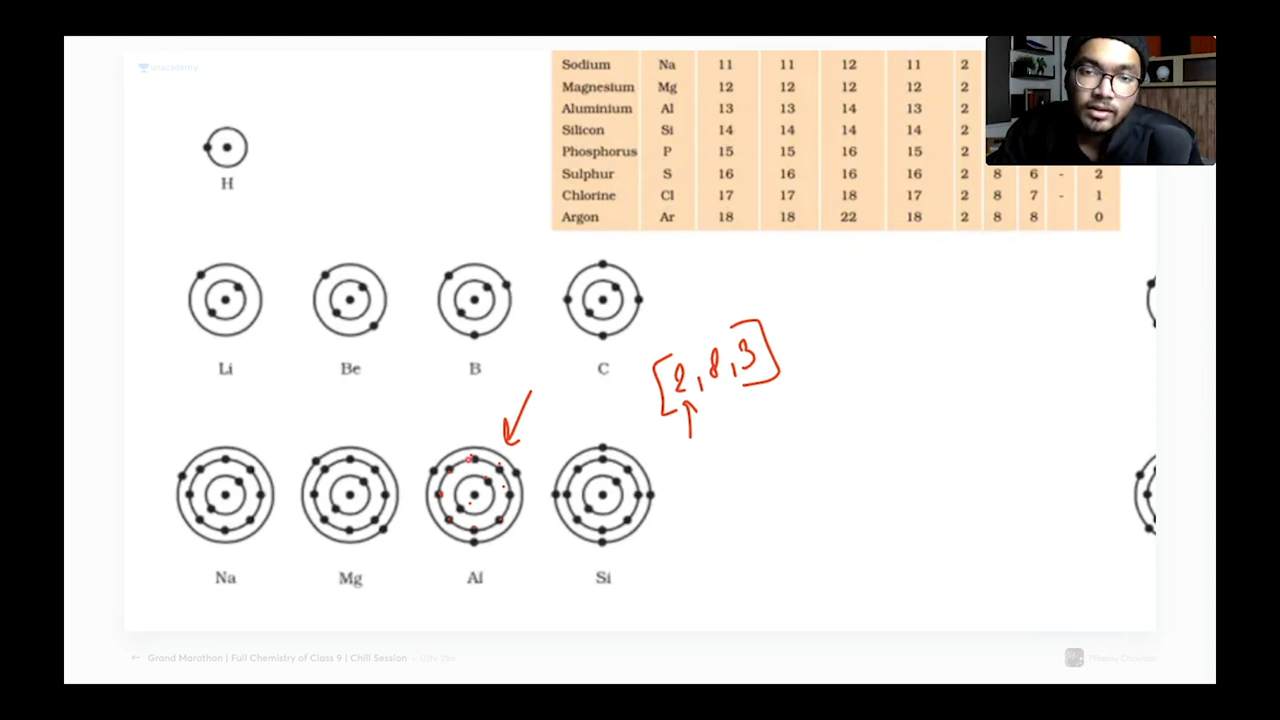 unacademy
Sodium Na 11 11 12 11 2
Magnesium Mg 12 12 12 12 2
Aluminium Al 13 13 14 13 2
Silicon Si 14 14 14 14 2
Phosphorus P 15 15 16 15 2
Sulphur S 16 16 16 16 2 8 6 - 2
Chlorine Cl 17 17 18 17 2 8 7 - 1
Argon Ar 18 18 22 18 2 8 8 0
H
Li Be B C
[2, 8, 3]
Na Mg Al Si
← Grand Marathon | Full Chemistry of Class 9 | Chill Session